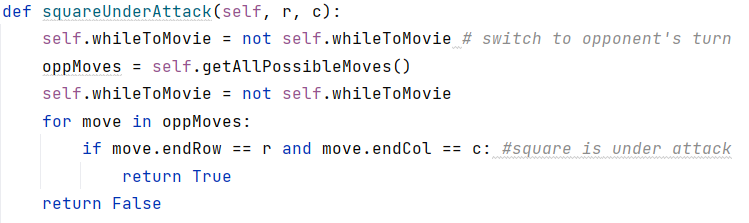 def squareUnderAttack(self, r, c):
    self.whileToMovie = not self.whileToMovie # switch to opponent's turn
    oppMoves = self.getAllPossibleMoves()
    self.whileToMovie = not self.whileToMovie
    for move in oppMoves:
        if move.endRow == r and move.endCol == c: #square is under attack
            return True
    return False